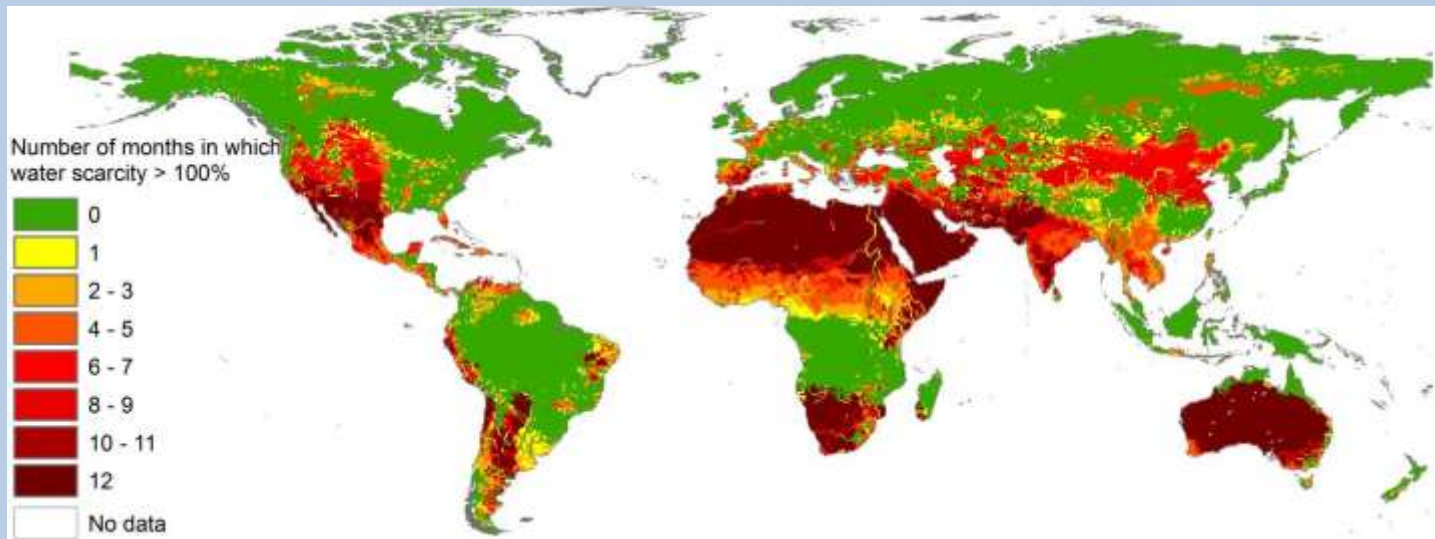 Number of months in which
water scarcity > 100%
0
1
2 - 3
4 - 5
6 - 7
8 - 9
10 - 11
12
No data